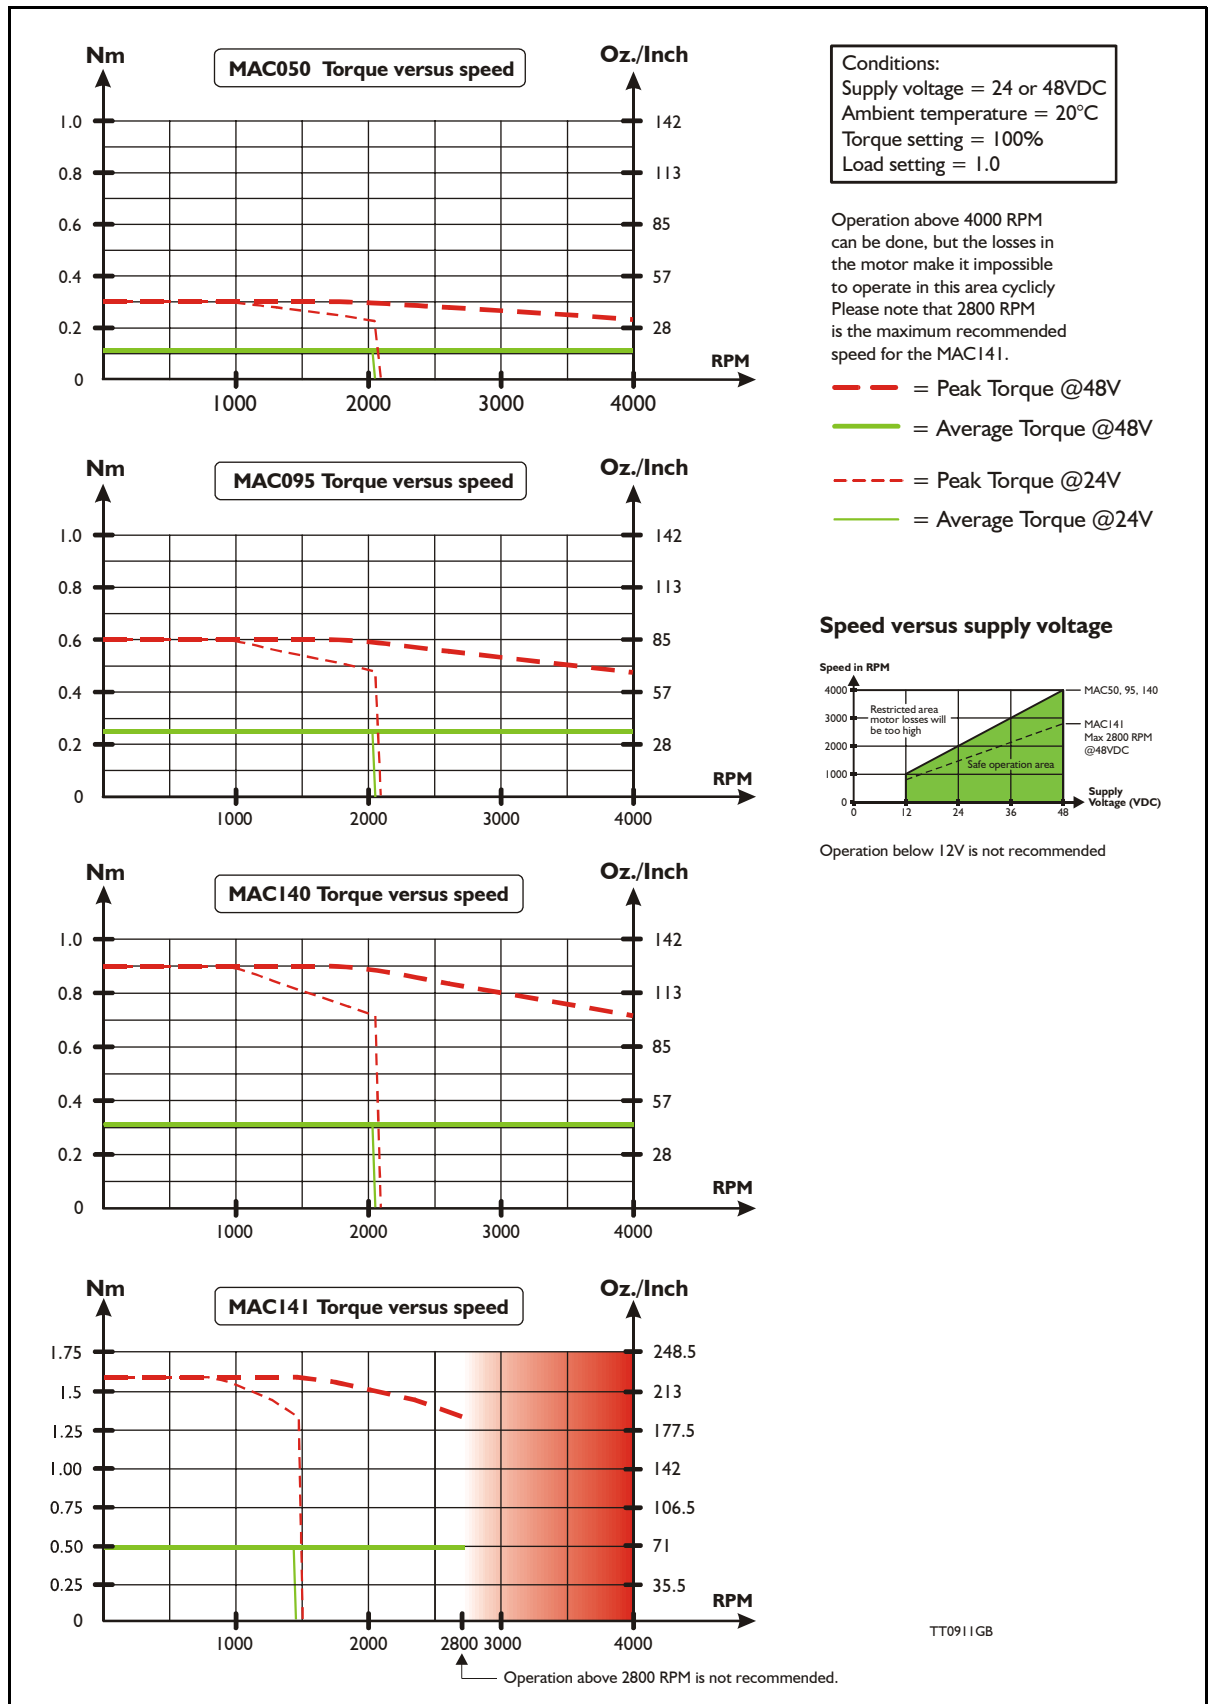 Nm
MAC050 Torque versus speed
Oz./Inch
1.0
0.8
0.6
0.4
0.2
0
142
113
85
57
28
RPM
1000
2000
3000
4000
Conditions:
Supply voltage = 24 or 48VDC
Ambient temperature = 20°C
Torque setting = 100%
Load setting = 1.0
Operation above 4000 RPM
can be done, but the losses in
the motor make it impossible
to operate in this area cyclicly
Please note that 2800 RPM
is the maximum recommended
speed for the MAC141.
= Peak Torque @48V
= Average Torque @48V
= Peak Torque @24V
= Average Torque @24V
Nm
MAC095 Torque versus speed
Oz./Inch
1.0
0.8
0.6
0.4
0.2
0
142
113
85
57
28
RPM
1000
2000
3000
4000
Speed versus supply voltage
Speed in RPM
4000
3000
2000
1000
0
Restricted area
motor losses will
be too high
Safe operation area
MAC50, 95, 140
MAC141
Max 2800 RPM
@48VDC
Supply
Voltage (VDC)
0
12
24
36
48
Operation below 12V is not recommended
Nm
MAC140 Torque versus speed
Oz./Inch
1.0
0.8
0.6
0.4
0.2
0
142
113
85
57
28
RPM
1000
2000
3000
4000
Nm
MAC141 Torque versus speed
Oz./Inch
1.75
1.5
1.25
1.00
0.75
0.50
0.25
0
248.5
213
177.5
142
106.5
71
35.5
RPM
1000
2000
2800
3000
4000
Operation above 2800 RPM is not recommended.
TT0911GB